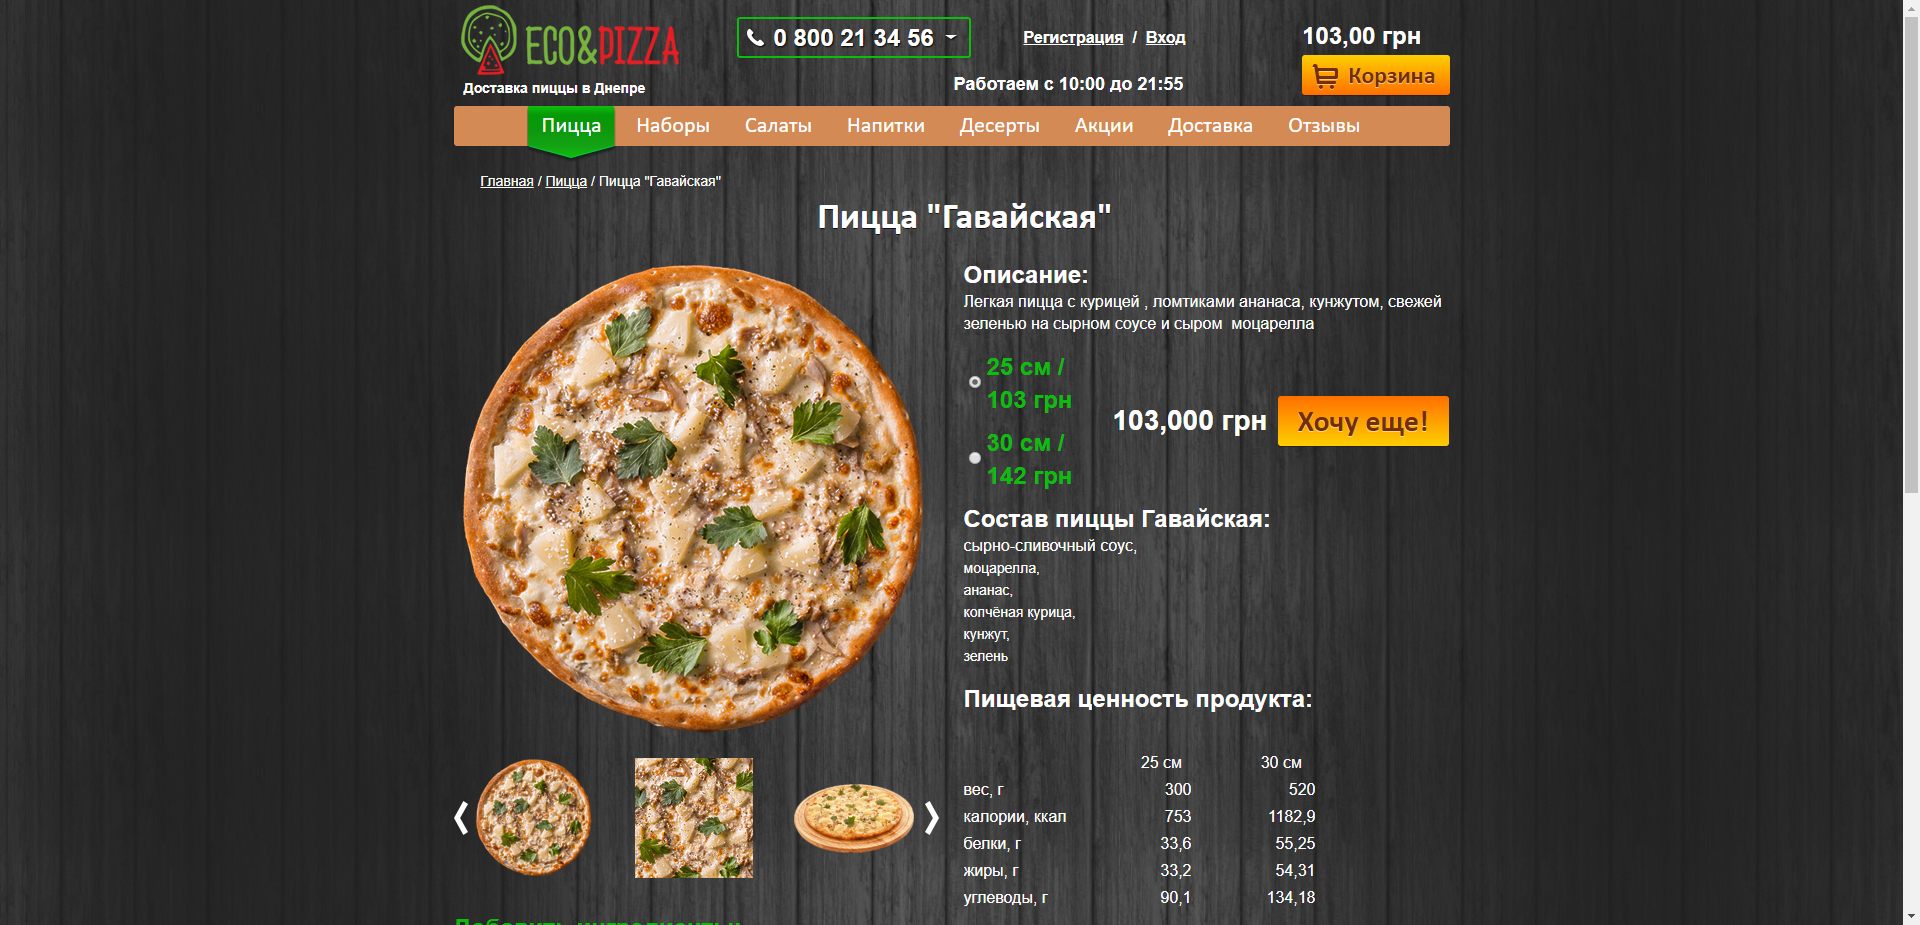 ECO&PIZZA
Доставка пиццы в Днепре
0 800 21 34 56
Регистрация / Вход
Работаем с 10:00 до 21:55
103,00 грн
Корзина
Пицца Наборы Салаты Напитки Десерты Акции Доставка Отзывы
Главная / Пицца / Пицца "Гавайская"
Пицца "Гавайская"
Описание:
Легкая пицца с курицей , ломтиками ананаса, кунжутом, свежей
зеленью на сырном соусе и сыром моцарелла
25 см /
103 грн
30 см /
142 грн
103,000 грн
Хочу еще!
Состав пиццы Гавайская:
сырно-сливочный соус,
моцарелла,
ананас,
копчёная курица,
кунжут,
зелень
Пищевая ценность продукта:
25 см 30 см
вес, г 300 520
калории, ккал 753 1182,9
белки, г 33,6 55,25
жиры, г 33,2 54,31
углеводы, г 90,1 134,18